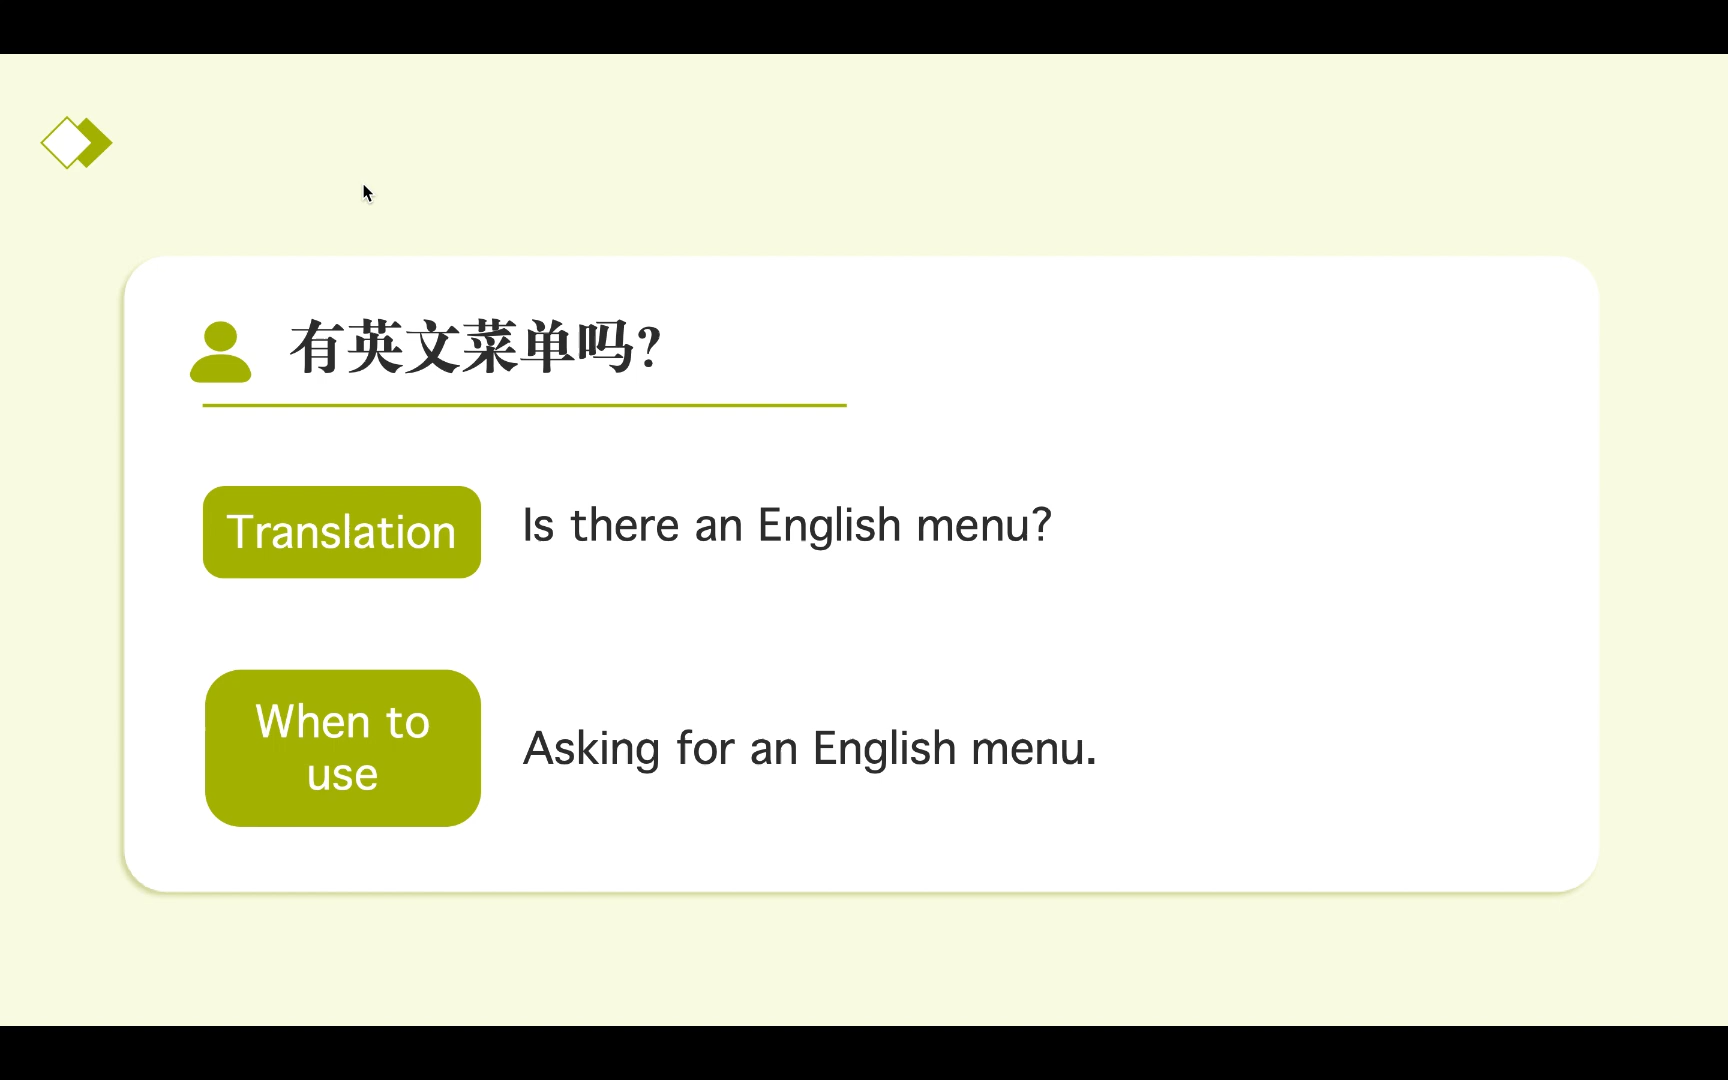 有英文菜单吗?
Translation
Is there an English menu?
When to
use
Asking for an English menu.